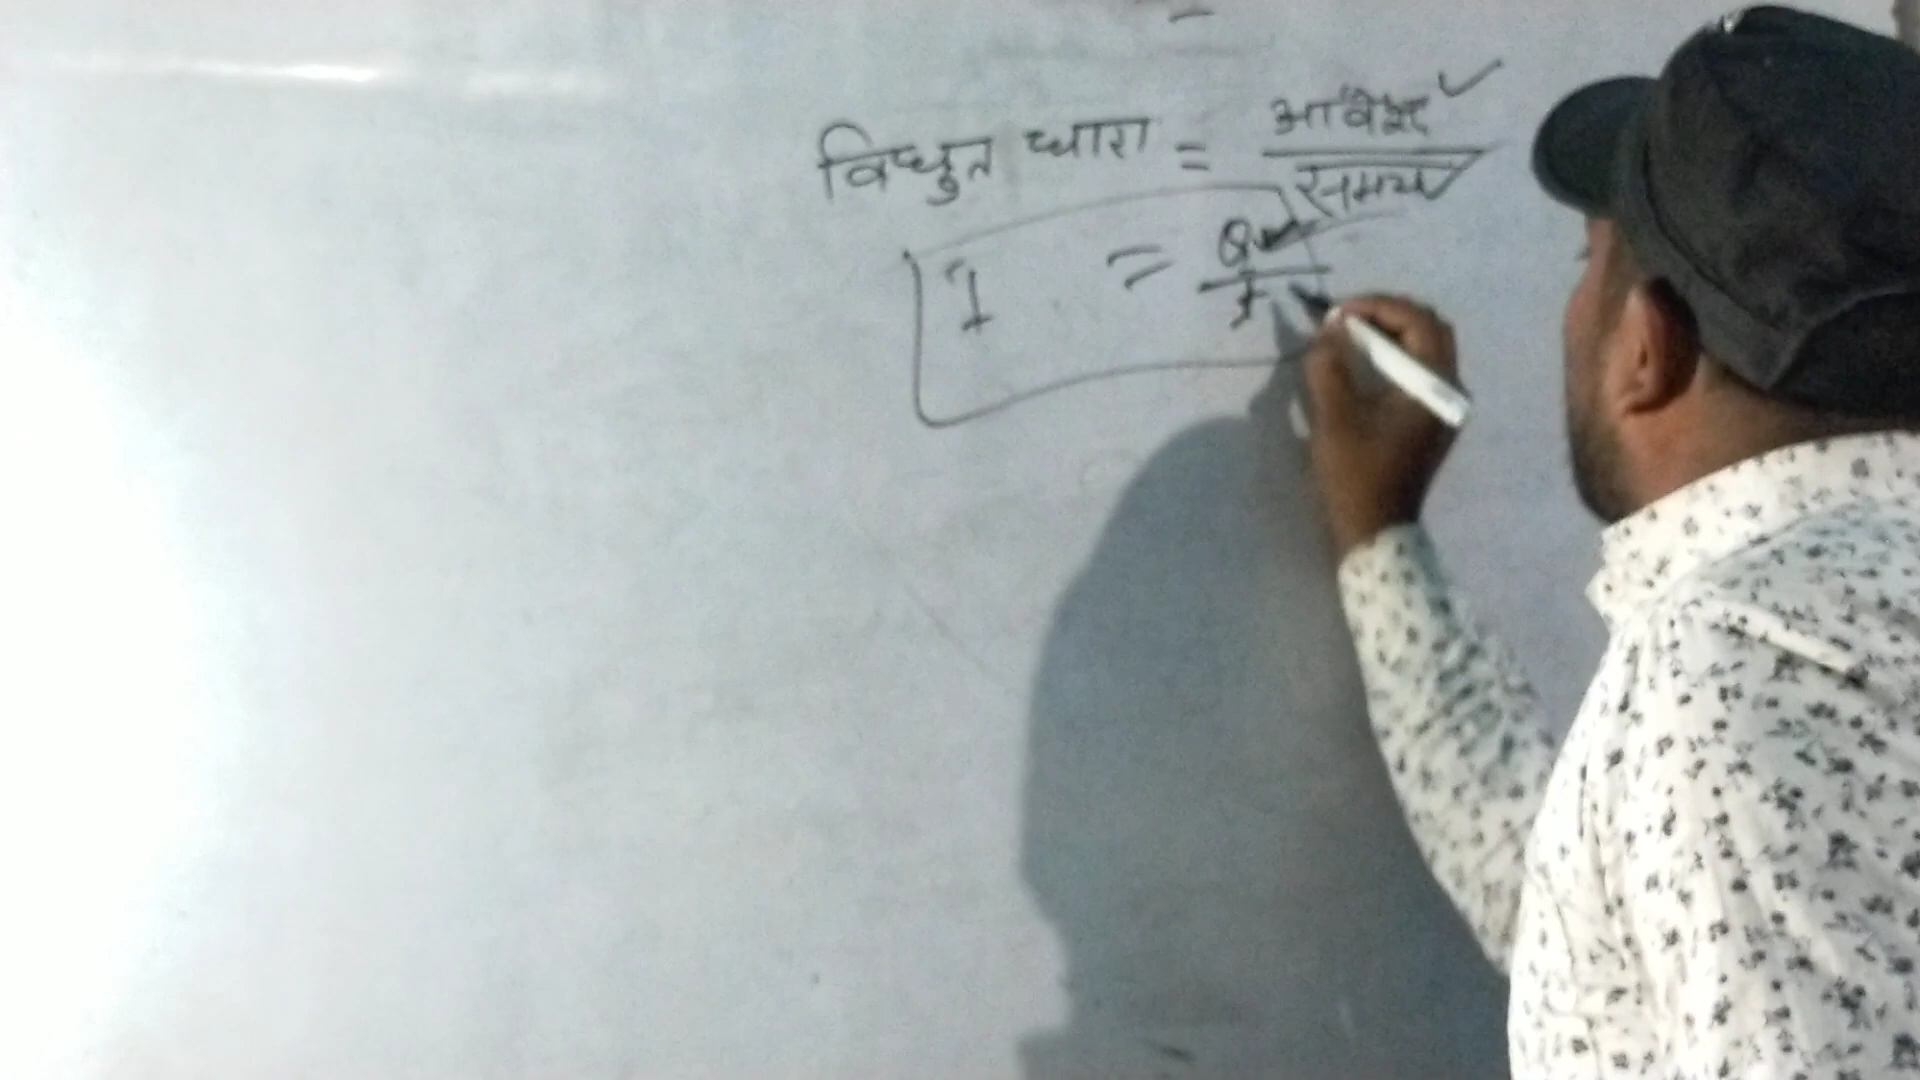 विधुत धारा = आवेश / समय
I = Q / t